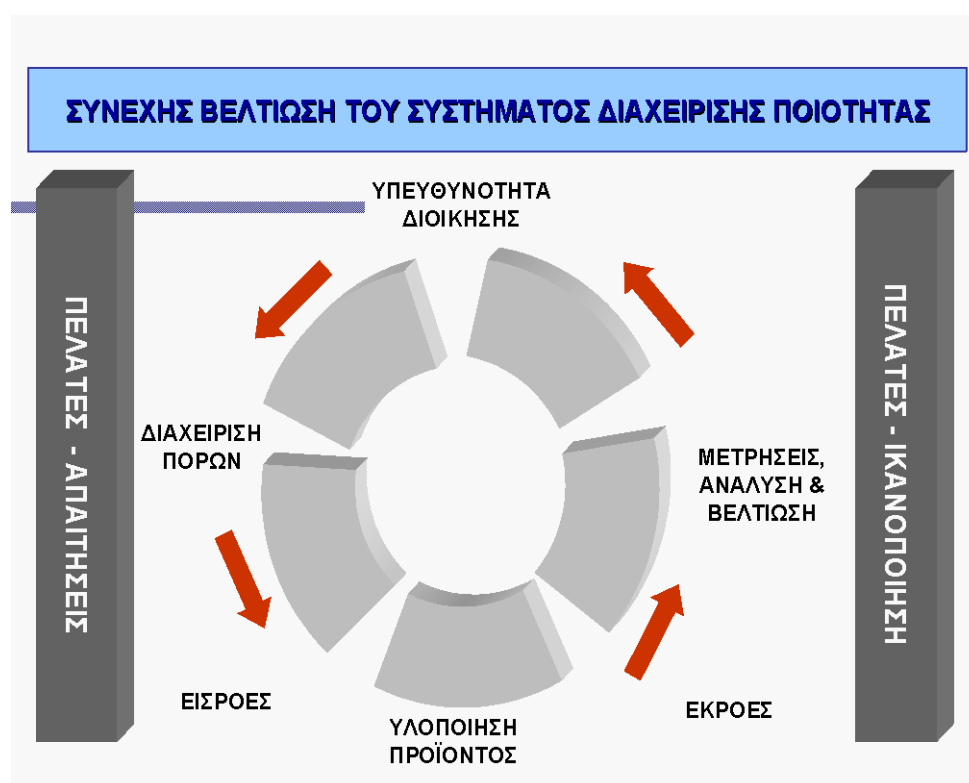 ΣΥΝΕΧΗΣ ΒΕΛΤΙΩΣΗ ΤΟΥ ΣΥΣΤΗΜΑΤΟΣ ΔΙΑΧΕΙΡΙΣΗΣ ΠΟΙΟΤΗΤΑΣ
ΥΠΕΥΘΥΝΟΤΗΤΑ
ΔΙΟΙΚΗΣΗΣ
ΠΕΛΑΤΕΣ - ΑΠΑΙΤΗΣΕΙΣ
ΔΙΑΧΕΙΡΙΣΗ
ΠΟΡΩΝ
ΜΕΤΡΗΣΕΙΣ,
ΑΝΑΛΥΣΗ &
ΒΕΛΤΙΩΣΗ
ΠΕΛΑΤΕΣ - ΙΚΑΝΟΠΟΙΗΣΗ
ΕΙΣΡΟΕΣ
ΥΛΟΠΟΙΗΣΗ
ΠΡΟΪΟΝΤΟΣ
ΕΚΡΟΕΣ